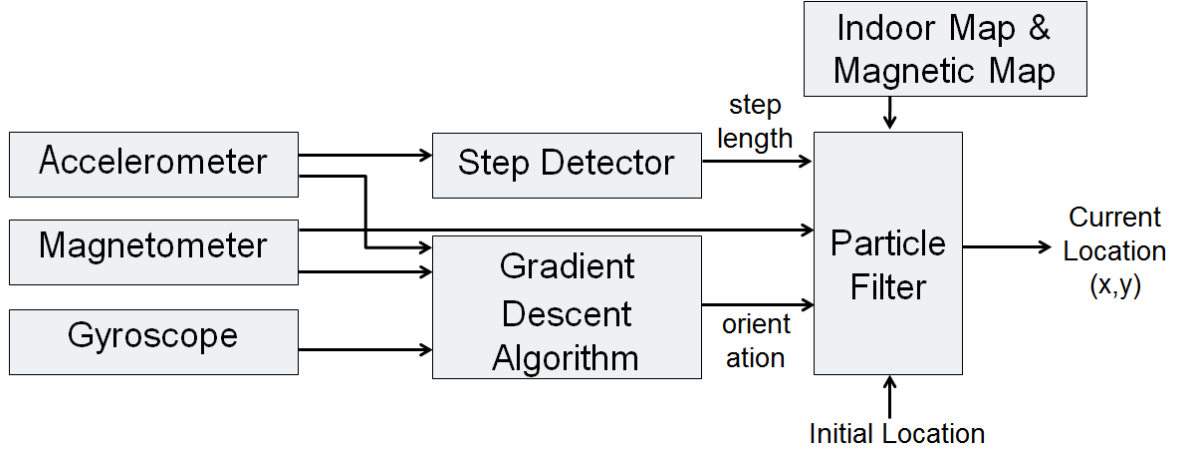 Indoor Map &
Magnetic Map
step
length
Accelerometer
Step Detector
Magnetometer
Gradient
Descent
Algorithm
Gyroscope
orient
ation
Particle
Filter
Current
Location
(x,y)
Initial Location